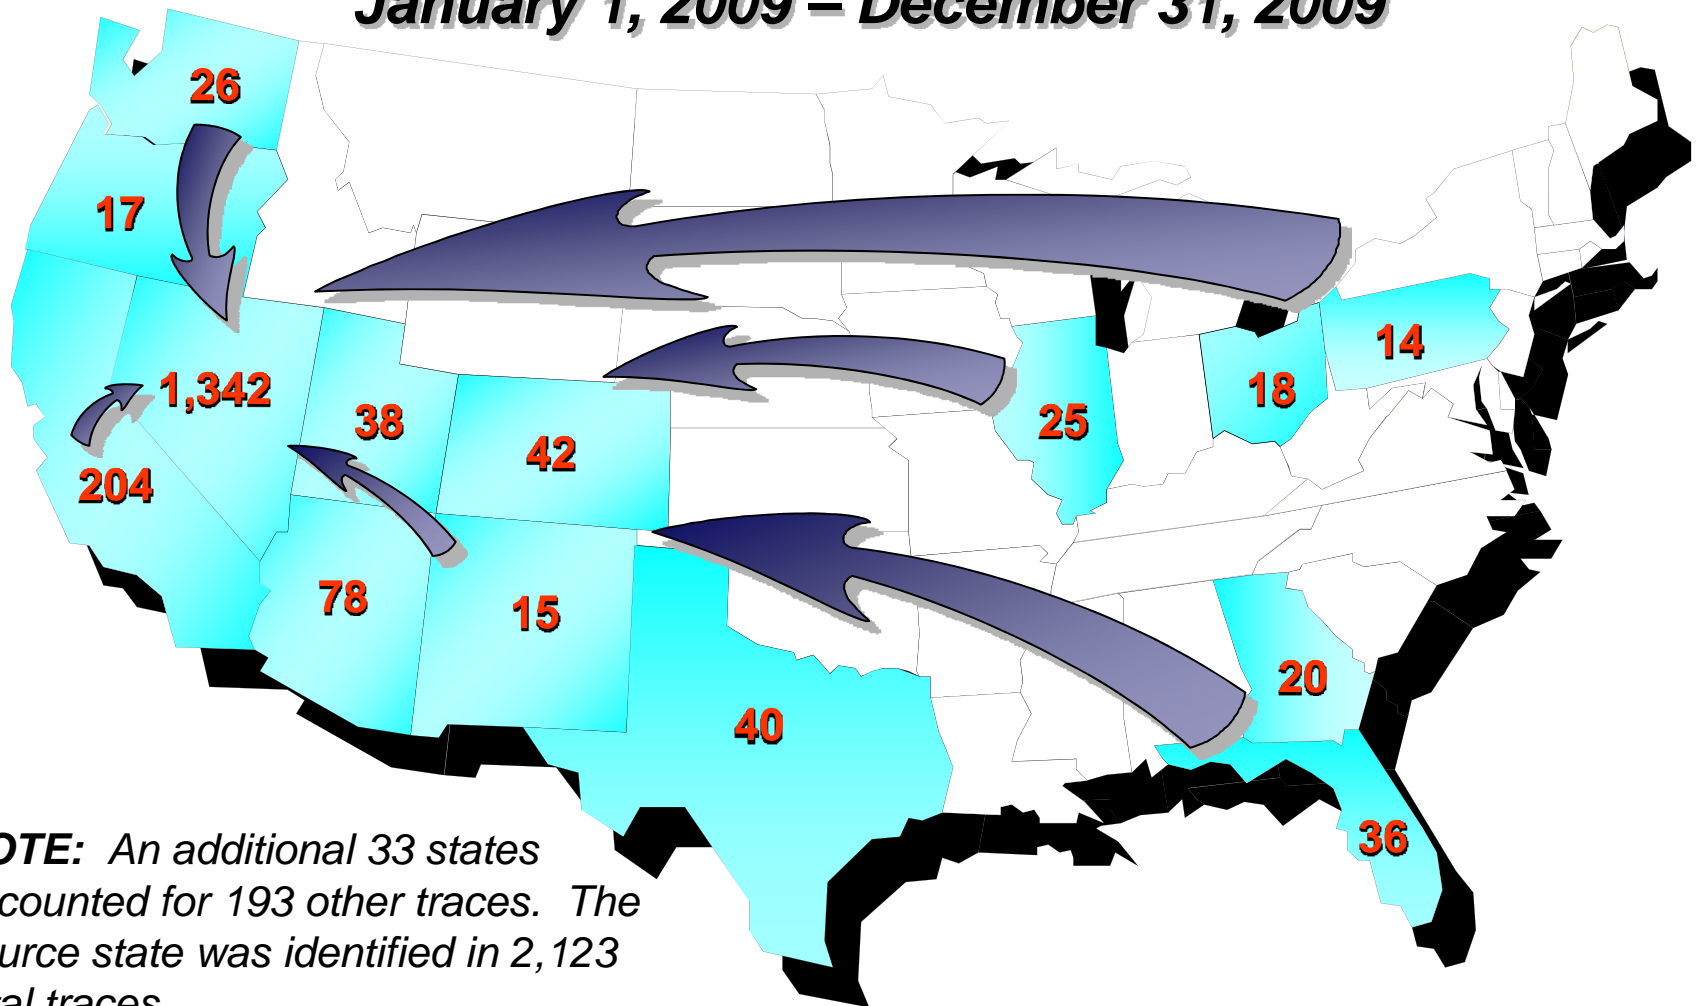 January 1, 2009 – December 31, 2009
26
17
14
1,342
18
38
25
42
204
78
15
20
40
36
OTE: An additional 33 states
counted for 193 other traces. The
urce state was identified in 2,123
al traces